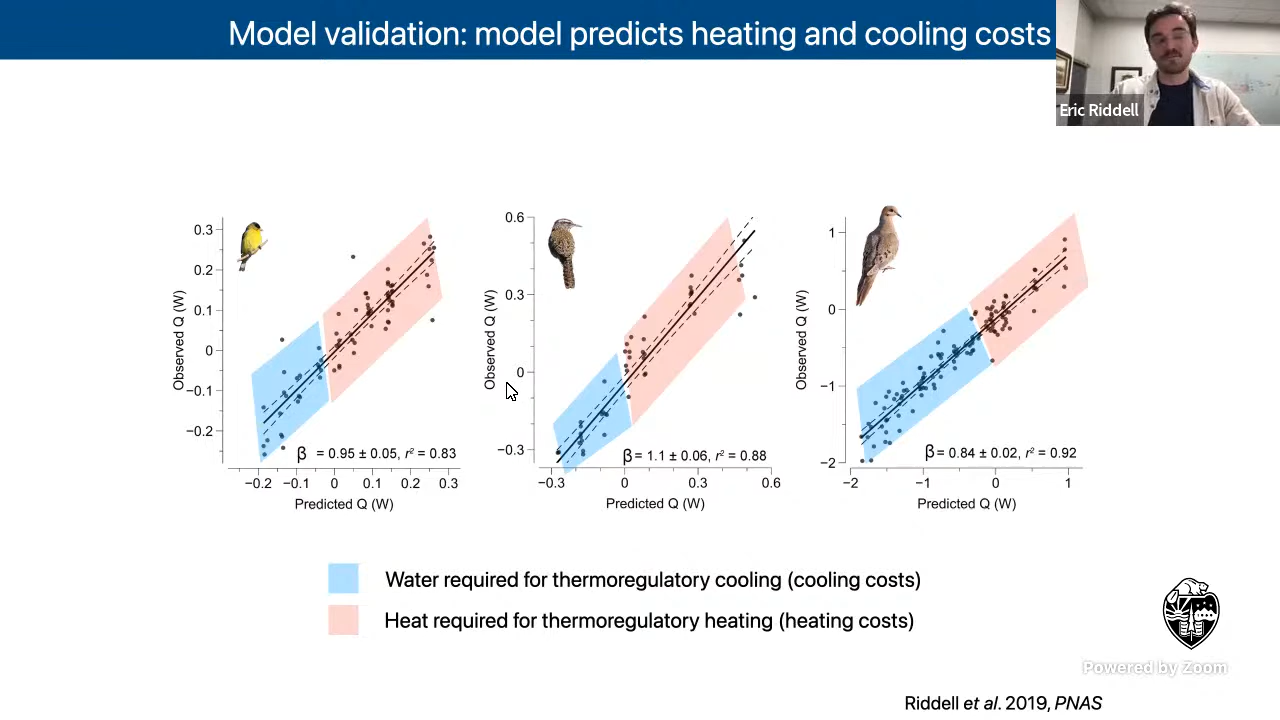 Model validation: model predicts heating and cooling costs
Eric Riddell
Observed Q (W)
0.3
0.2
0.1
0
−0.1
−0.2
β = 0.95 ± 0.05, r² = 0.83
−0.2 −0.1 0 0.1 0.2 0.3
Predicted Q (W)
Observed Q (W)
0.6
0.3
0
−0.3
β = 1.1 ± 0.06, r² = 0.88
−0.3 0 0.3 0.6
Predicted Q (W)
Observed Q (W)
1
0
−1
−2
β = 0.84 ± 0.02, r² = 0.92
−2 −1 0 1
Predicted Q (W)
Water required for thermoregulatory cooling (cooling costs)
Heat required for thermoregulatory heating (heating costs)
Powered by Zoom
Riddell et al. 2019, PNAS